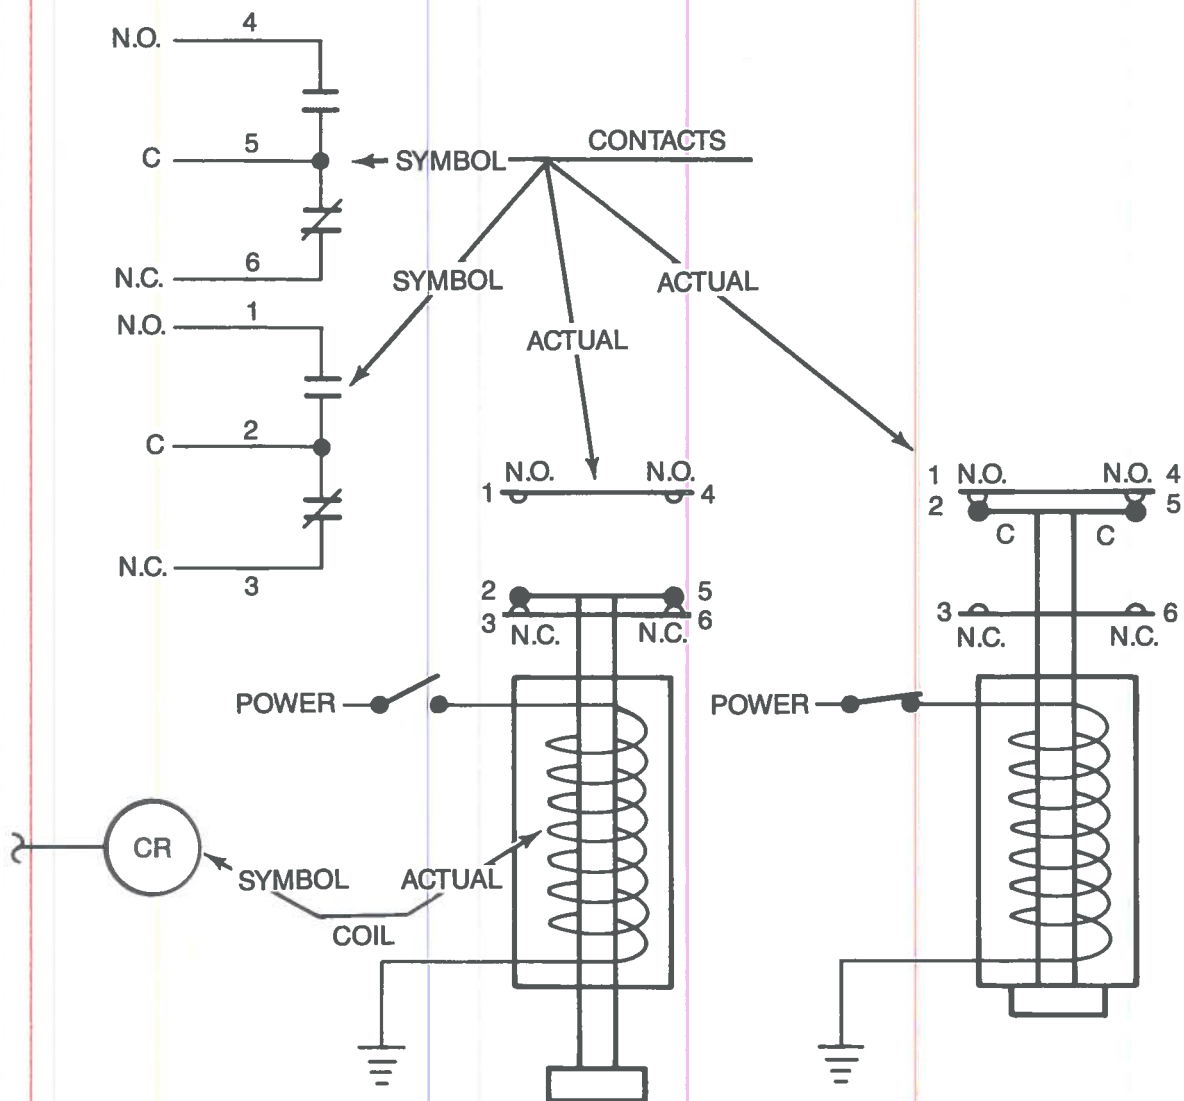 N.O. 4
C 5
N.C. 6
N.O. 1
C 2
N.C. 3
CONTACTS
SYMBOL
SYMBOL
ACTUAL
ACTUAL
1 N.O. N.O. 4
2 5
3 N.C. N.C. 6
POWER
1 N.O. N.O. 4
2 C C 5
3 N.C. N.C. 6
POWER
CR
SYMBOL
ACTUAL
COIL